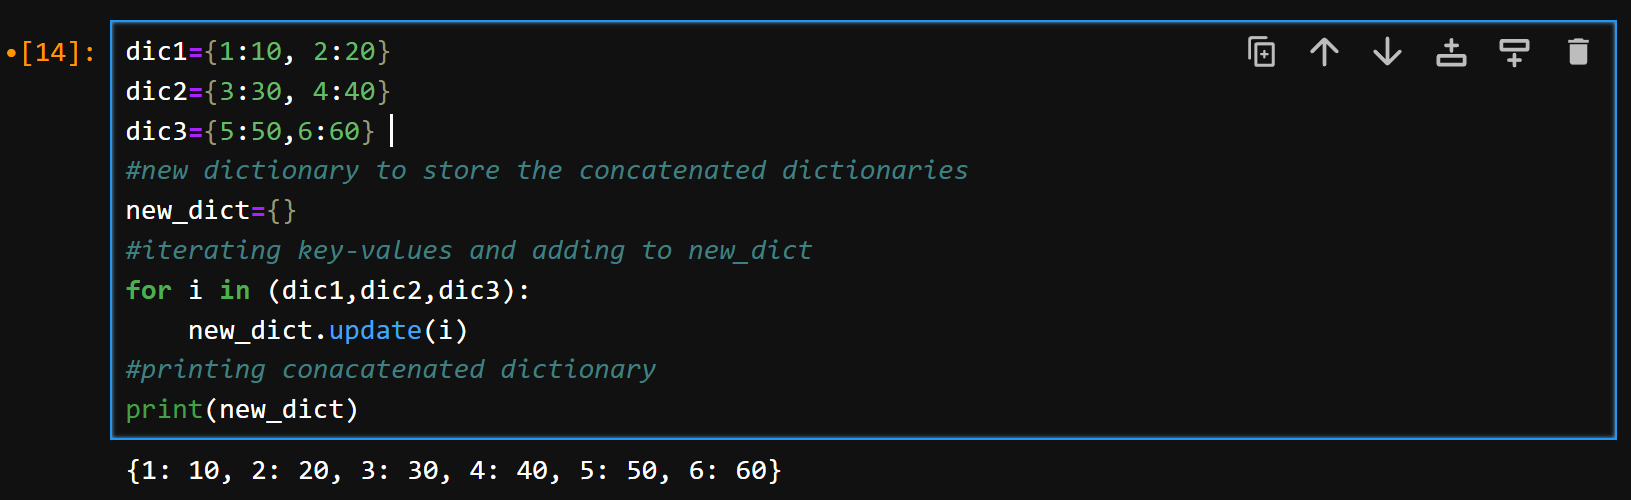 •[14]:
dic1={1:10, 2:20}
dic2={3:30, 4:40}
dic3={5:50,6:60}
#new dictionary to store the concatenated dictionaries
new_dict={}
#iterating key-values and adding to new_dict
for i in (dic1,dic2,dic3):
    new_dict.update(i)
#printing conacatenated dictionary
print(new_dict)
{1: 10, 2: 20, 3: 30, 4: 40, 5: 50, 6: 60}